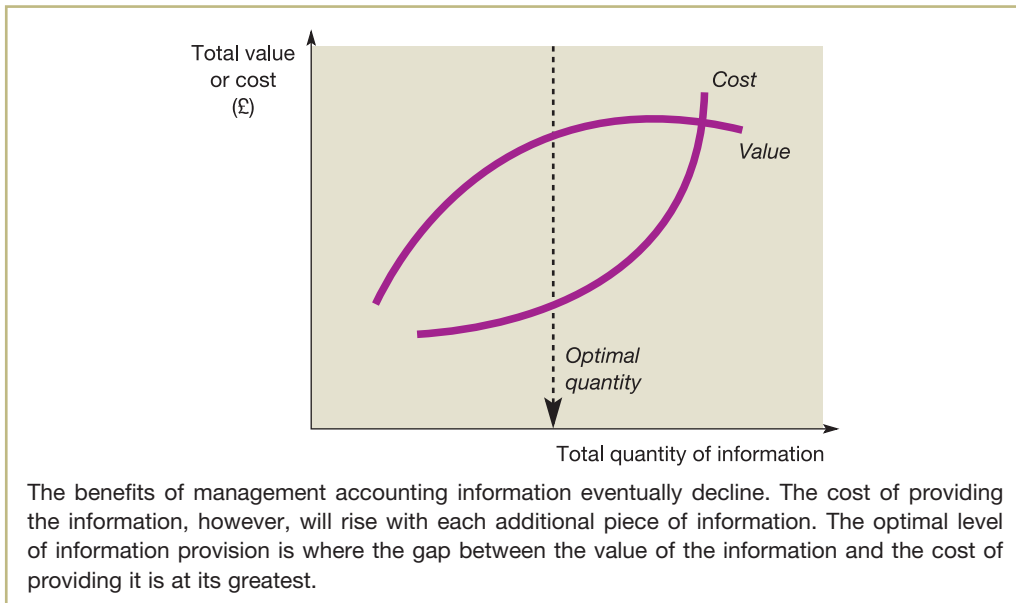 Total value
or cost
(£)
Cost
Value
Optimal
quantity
Total quantity of information
The benefits of management accounting information eventually decline. The cost of providing
the information, however, will rise with each additional piece of information. The optimal level
of information provision is where the gap between the value of the information and the cost of
providing it is at its greatest.